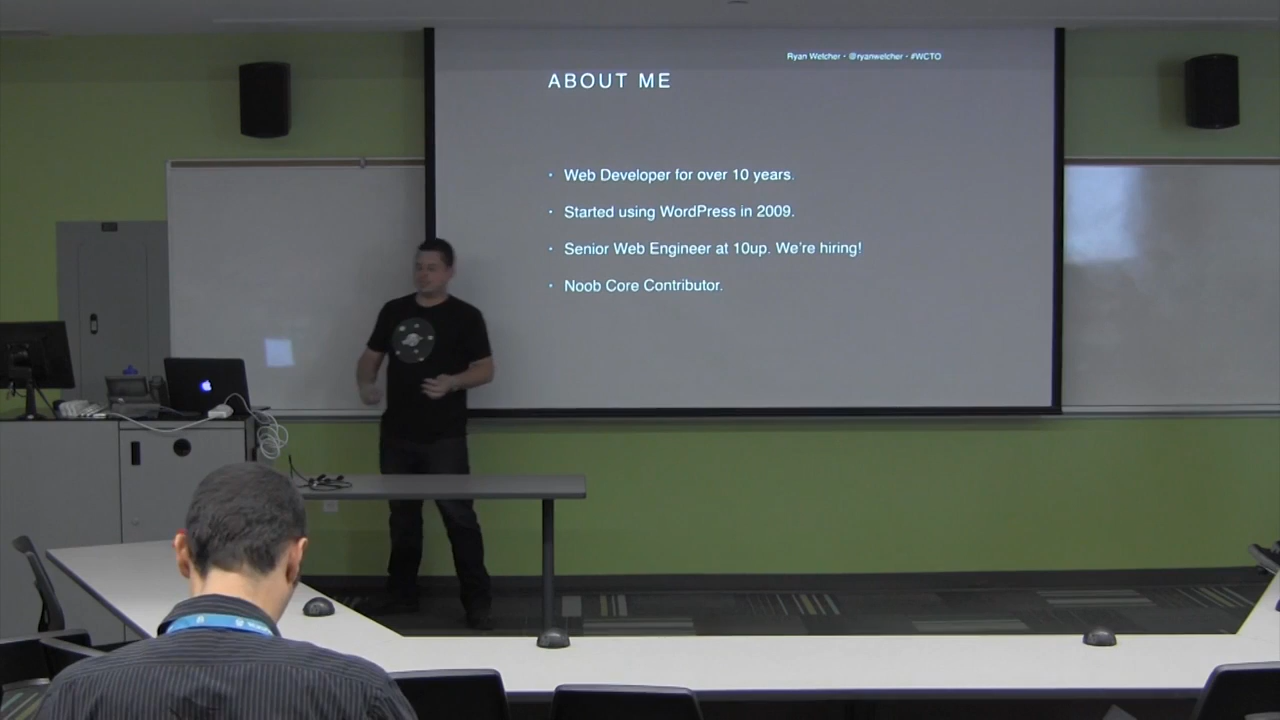 Ryan Welcher - @ryanwelcher - #WCTO
ABOUT ME
· Web Developer for over 10 years.
· Started using WordPress in 2009.
· Senior Web Engineer at 10up. We're hiring!
· Noob Core Contributor.